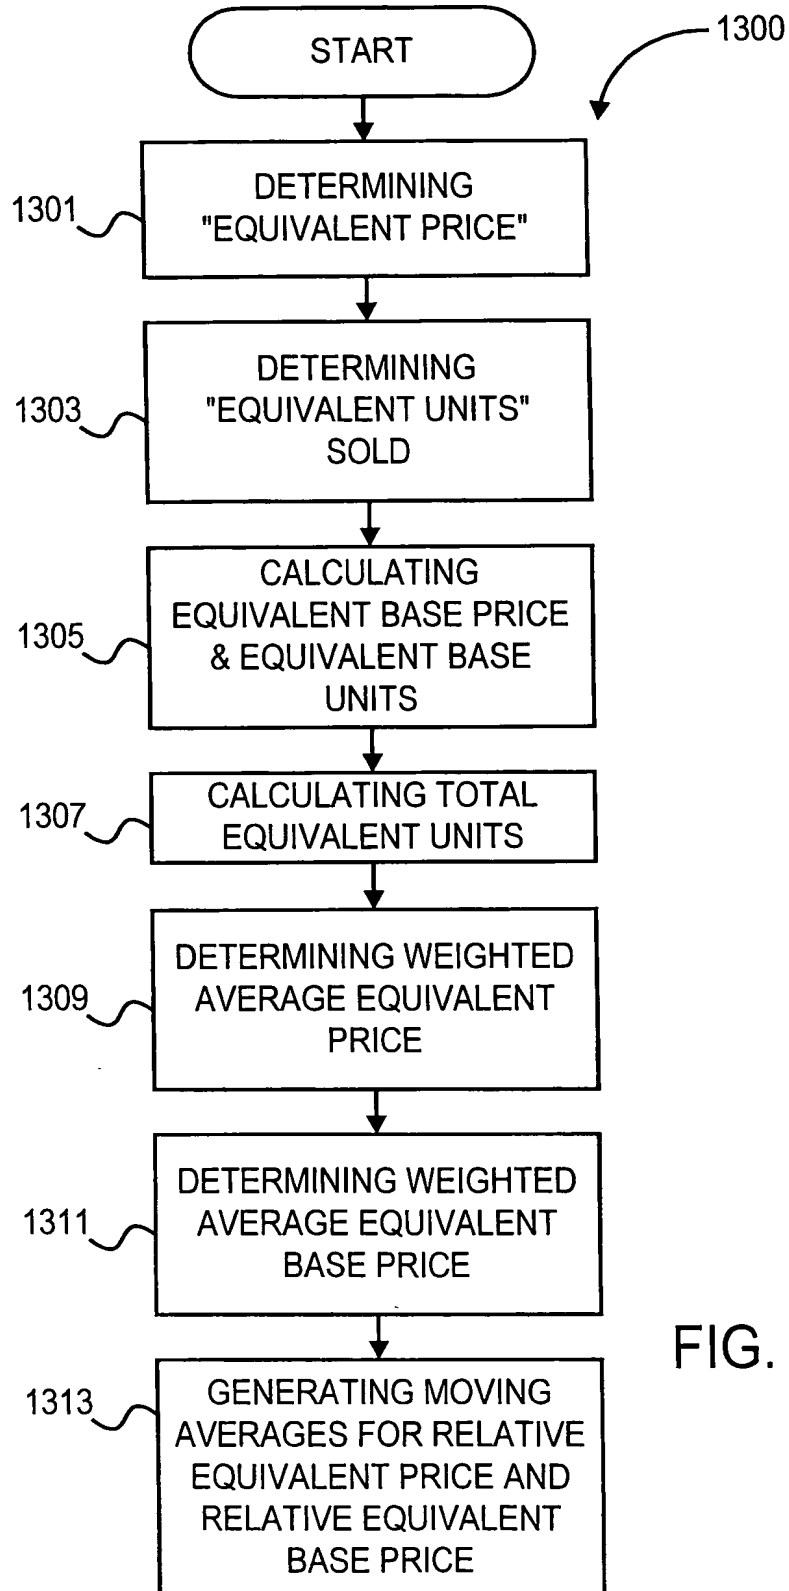 START
1300
1301
DETERMINING
"EQUIVALENT PRICE"
1303
DETERMINING
"EQUIVALENT UNITS"
SOLD
1305
CALCULATING
EQUIVALENT BASE PRICE
& EQUIVALENT BASE
UNITS
1307
CALCULATING TOTAL
EQUIVALENT UNITS
1309
DETERMINING WEIGHTED
AVERAGE EQUIVALENT
PRICE
1311
DETERMINING WEIGHTED
AVERAGE EQUIVALENT
BASE PRICE
FIG.
1313
GENERATING MOVING
AVERAGES FOR RELATIVE
EQUIVALENT PRICE AND
RELATIVE EQUIVALENT
BASE PRICE